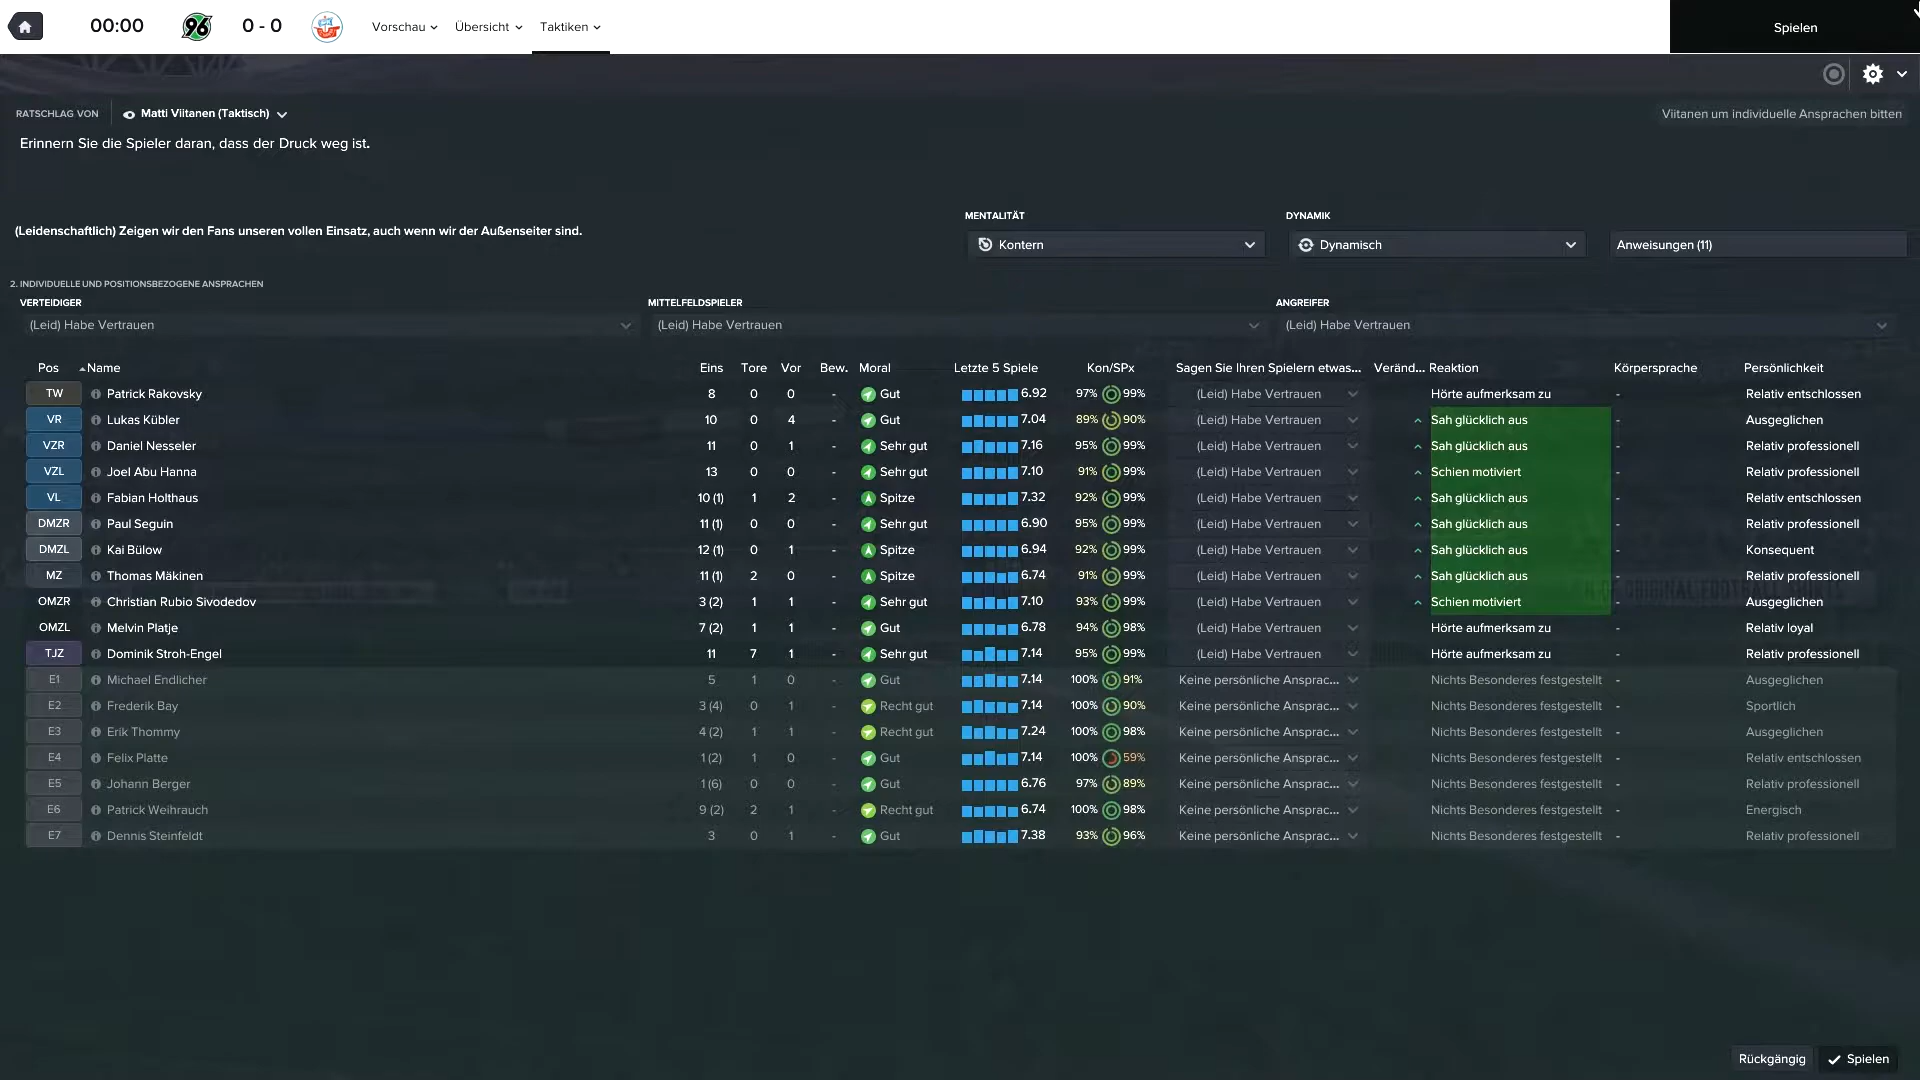 00:00 96 0 - 0 Vorschau Übersicht Taktiken Spielen
RATSCHLAG VON Matti Viitanen (Taktisch) Viitanen um individuelle Ansprachen bitten
Erinnern Sie die Spieler daran, dass der Druck weg ist.
MENTALITÄT DYNAMIK
(Leidenschaftlich) Zeigen wir den Fans unseren vollen Einsatz, auch wenn wir der Außenseiter sind. Kontern Dynamisch Anweisungen (11)
2. INDIVIDUELLE UND POSITIONSBEZOGENE ANSPRACHEN
VERTEIDIGER MITTELFELDSPIELER ANGREIFER
(Leid) Habe Vertrauen (Leid) Habe Vertrauen (Leid) Habe Vertrauen
Pos Name Eins Tore Vor Bew. Moral Letzte 5 Spiele Kon/SPx Sagen Sie Ihren Spielern etwas... Veränd... Reaktion Körpersprache Persönlichkeit
TW Patrick Rakovsky 8 0 0 - Gut 6.92 97% 99% (Leid) Habe Vertrauen Hörte aufmerksam zu - Relativ entschlossen
VR Lukas Kübler 10 0 4 - Gut 7.04 89% 90% (Leid) Habe Vertrauen Sah glücklich aus - Ausgeglichen
VZR Daniel Nesseler 11 0 1 - Sehr gut 7.16 95% 99% (Leid) Habe Vertrauen Sah glücklich aus - Relativ professionell
VZL Joel Abu Hanna 13 0 0 - Sehr gut 7.10 91% 99% (Leid) Habe Vertrauen Schien motiviert - Relativ professionell
VL Fabian Holthaus 10 (1) 1 2 - Spitze 7.32 92% 99% (Leid) Habe Vertrauen Sah glücklich aus - Relativ entschlossen
DMZR Paul Seguin 11 (1) 0 0 - Sehr gut 6.90 95% 99% (Leid) Habe Vertrauen Sah glücklich aus - Relativ professionell
DMZL Kai Bülow 12 (1) 0 1 - Spitze 6.94 92% 99% (Leid) Habe Vertrauen Sah glücklich aus - Konsequent
MZ Thomas Mäkinen 11 (1) 2 0 - Spitze 6.74 91% 99% (Leid) Habe Vertrauen Sah glücklich aus - Relativ professionell
OMZR Christian Rubio Sivodedov 3 (2) 1 1 - Sehr gut 7.10 93% 99% (Leid) Habe Vertrauen Schien motiviert - Ausgeglichen
OMZL Melvin Platje 7 (2) 1 1 - Gut 6.78 94% 98% (Leid) Habe Vertrauen Hörte aufmerksam zu - Relativ loyal
TJZ Dominik Stroh-Engel 11 7 1 - Sehr gut 7.14 95% 99% (Leid) Habe Vertrauen Hörte aufmerksam zu - Relativ professionell
E1 Michael Endlicher 5 1 0 - Gut 7.14 100% 91% Keine persönliche Ansprac... Nichts Besonderes festgestellt - Ausgeglichen
E2 Frederik Bay 3 (4) 0 1 - Recht gut 7.14 100% 90% Keine persönliche Ansprac... Nichts Besonderes festgestellt - Sportlich
E3 Erik Thommy 4 (2) 1 1 - Recht gut 7.24 100% 98% Keine persönliche Ansprac... Nichts Besonderes festgestellt - Ausgeglichen
E4 Felix Platte 1 (2) 1 0 - Gut 7.14 100% 59% Keine persönliche Ansprac... Nichts Besonderes festgestellt - Relativ entschlossen
E5 Johann Berger 1 (6) 0 0 - Gut 6.76 97% 89% Keine persönliche Ansprac... Nichts Besonderes festgestellt - Relativ professionell
E6 Patrick Weihrauch 9 (2) 2 1 - Recht gut 6.74 100% 98% Keine persönliche Ansprac... Nichts Besonderes festgestellt - Energisch
E7 Dennis Steinfeldt 3 0 1 - Gut 7.38 93% 96% Keine persönliche Ansprac... Nichts Besonderes festgestellt - Relativ professionell
Rückgängig Spielen